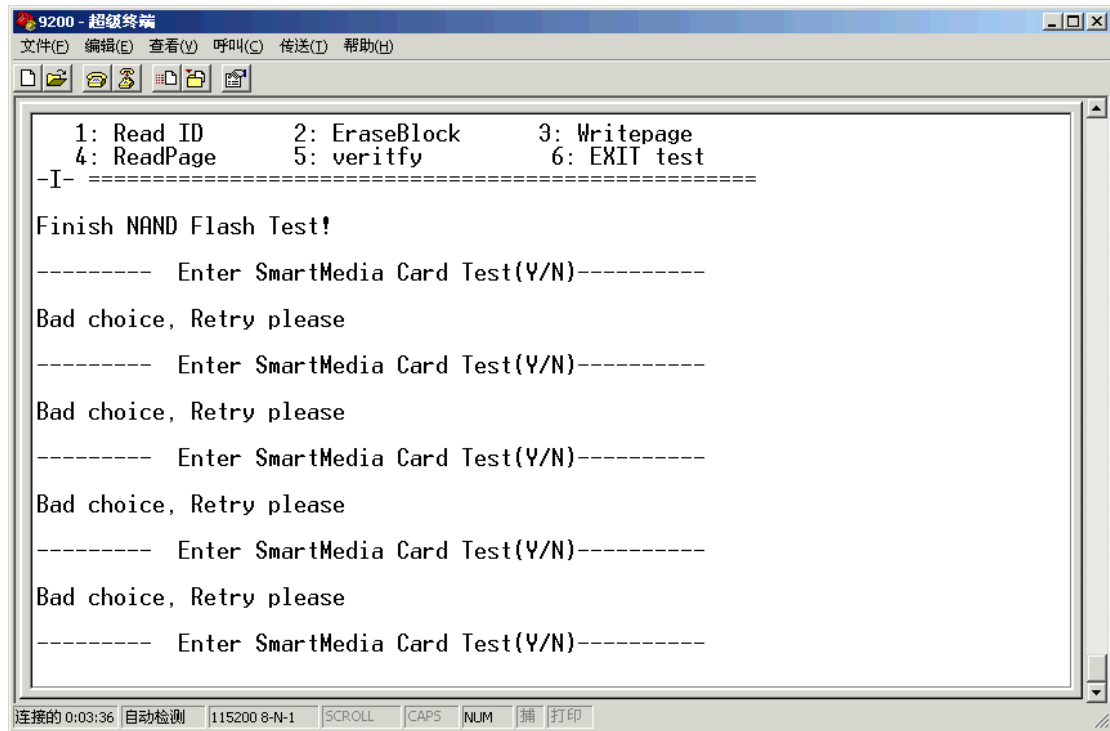 9200 - 超级终端
文件(F) 编辑(E) 查看(V) 呼叫(C) 传送(T) 帮助(H)
1: Read ID 2: EraseBlock 3: Writepage
4: ReadPage 5: veritfy 6: EXIT test
-I- ====================================================
Finish NAND Flash Test!
--------- Enter SmartMedia Card Test(Y/N)----------
Bad choice, Retry please
--------- Enter SmartMedia Card Test(Y/N)----------
Bad choice, Retry please
--------- Enter SmartMedia Card Test(Y/N)----------
Bad choice, Retry please
--------- Enter SmartMedia Card Test(Y/N)----------
Bad choice, Retry please
--------- Enter SmartMedia Card Test(Y/N)----------
连接的 0:03:36 自动检测 115200 8-N-1 SCROLL CAPS NUM 捕 打印